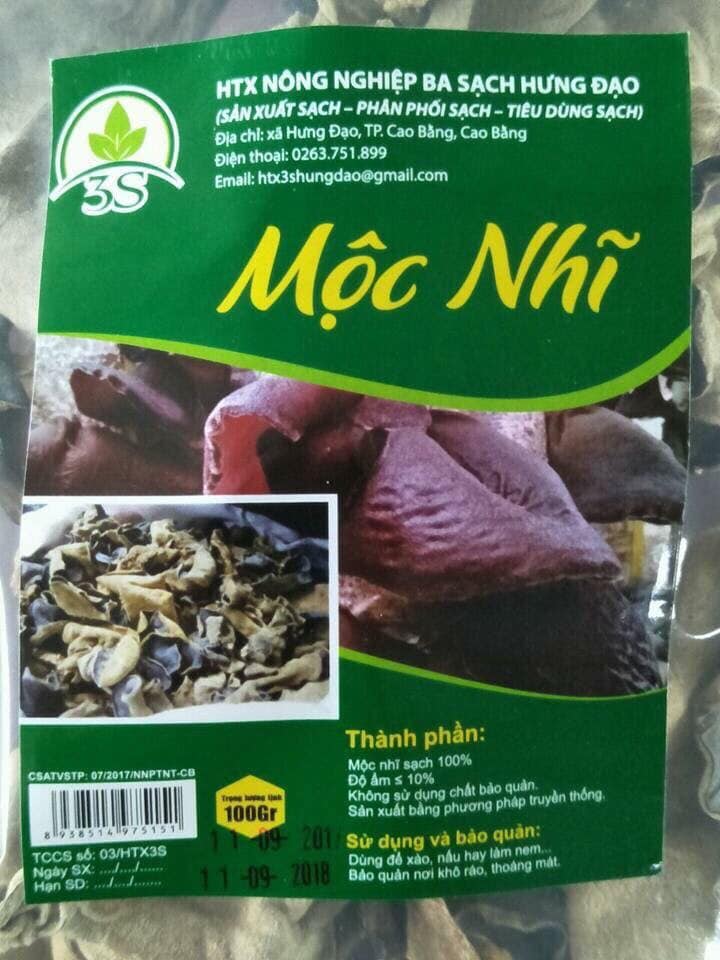 HTX NÔNG NGHIỆP BA SẠCH HƯNG ĐẠO
(SẢN XUẤT SẠCH – PHÂN PHỐI SẠCH – TIÊU DÙNG SẠCH)
Địa chỉ: xã Hưng Đạo, TP. Cao Bằng, Cao Bằng
Điện thoại: 0263.751.899
Email: htx3shungdao@gmail.com
3S
Mộc Nhĩ
Thành phần:
Mộc nhĩ sạch 100%
Độ ẩm ≤ 10%
Không sử dụng chất bảo quản.
Sản xuất bằng phương pháp truyền thống.
Sử dụng và bảo quản:
Dùng để xào, nấu hay làm nem...
Bảo quản nơi khô ráo, thoáng mát.
CSATVSTP: 07/2017/NNPTNT-CB
8 938514 975151
TCCS số: 03/HTX3S
Ngày SX: ..../...../.....
Hạn SD: ..../..../.......
Trọng lượng tịnh
100Gr
11-09-201
11-09-2018